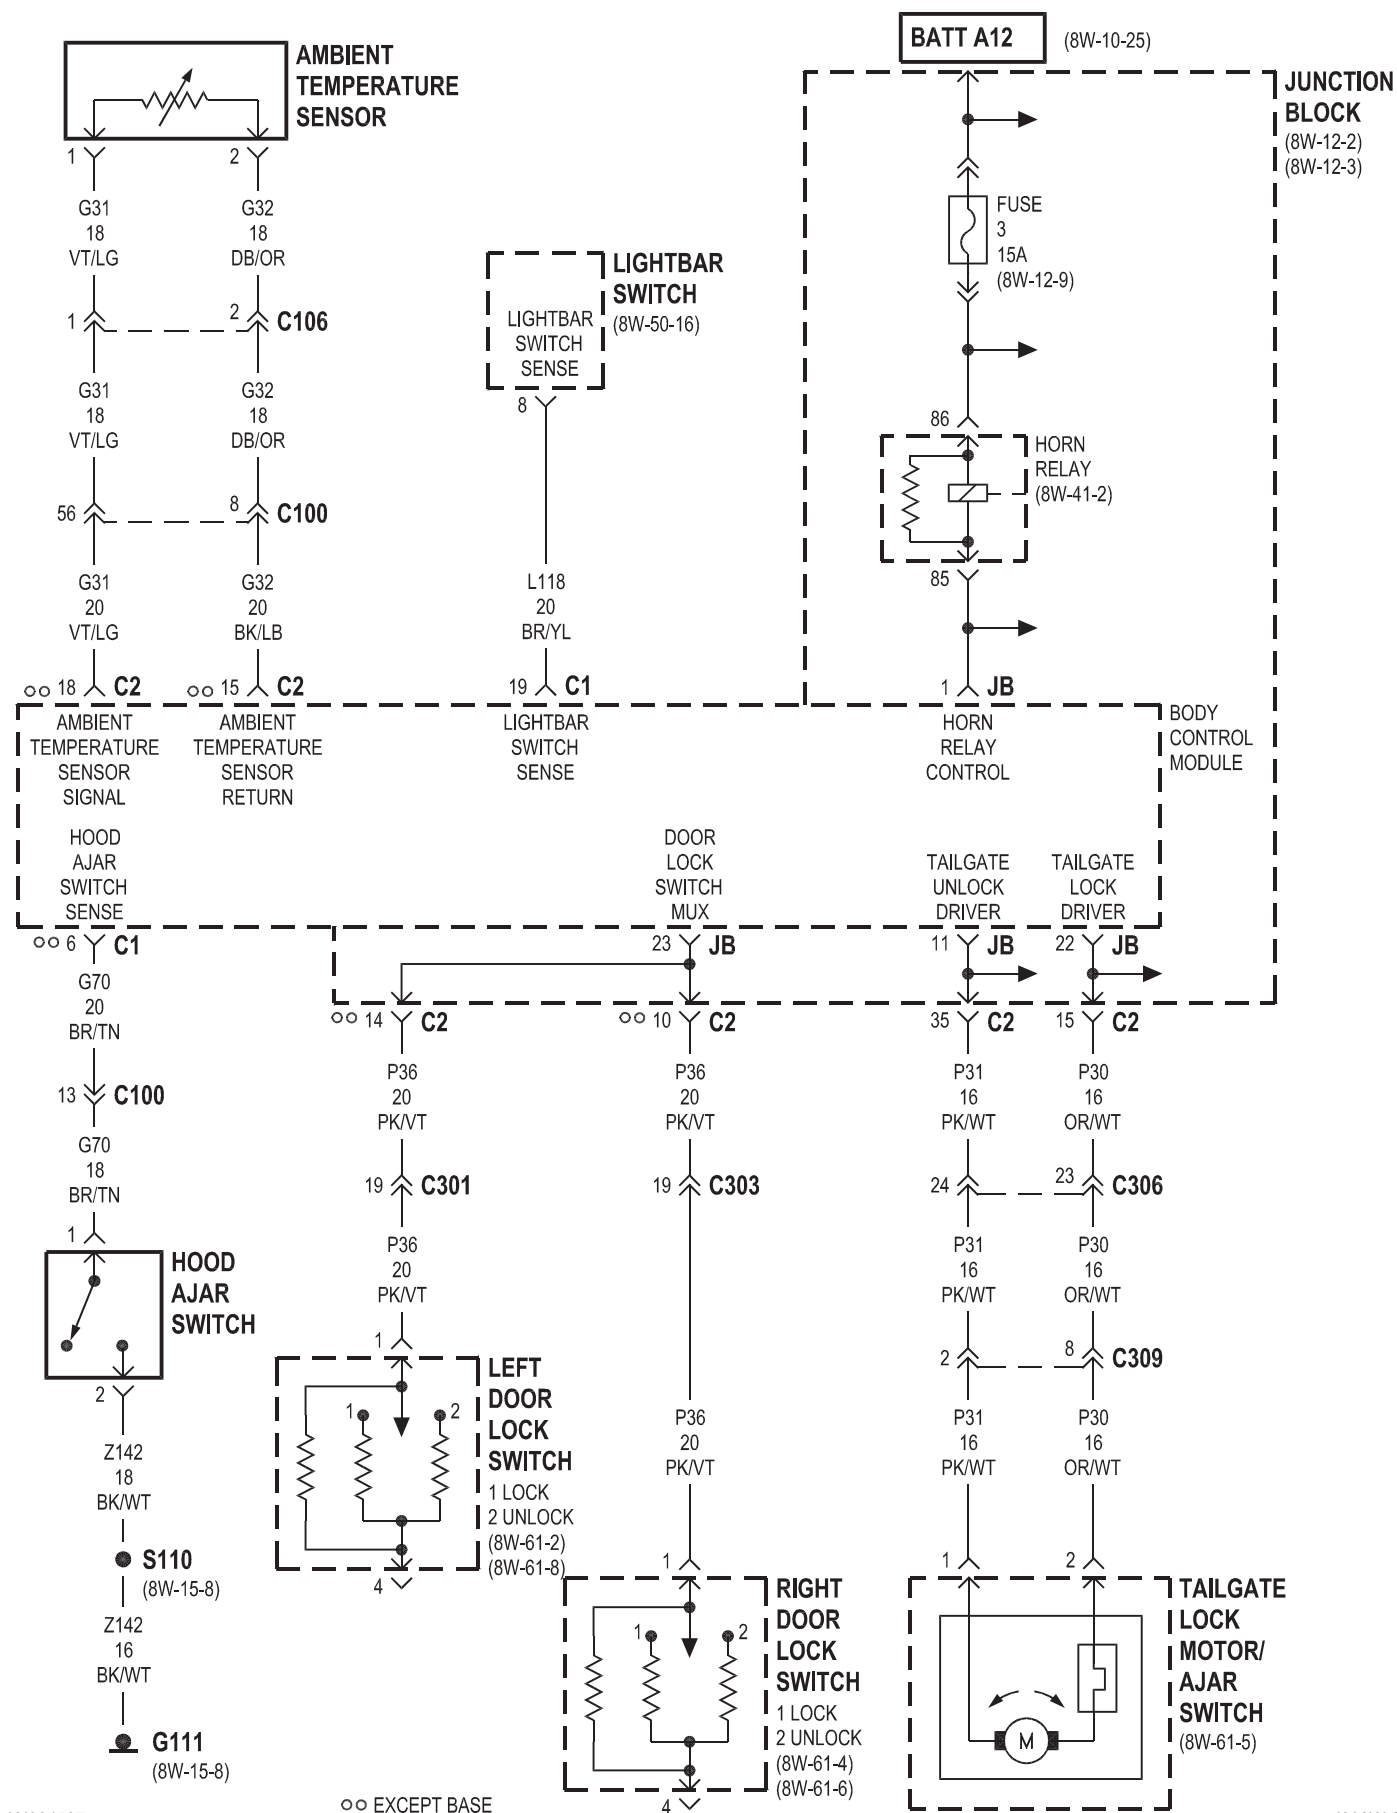 BATT A12 (8W-10-25)
AMBIENT
TEMPERATURE
SENSOR
JUNCTION
BLOCK
(8W-12-2)
(8W-12-3)
1 2
G31 G32
18 18
VT/LG DB/OR
FUSE
3
15A
(8W-12-9)
LIGHTBAR
SWITCH
(8W-50-16)
LIGHTBAR
SWITCH
SENSE
1 2 C106
8
G31 G32
18 18
VT/LG DB/OR
86
HORN
RELAY
(8W-41-2)
56 8 C100
85
G31 G32 L118
20 20 20
VT/LG BK/LB BR/YL
18 C2 15 C2 19 C1 1 JB
AMBIENT
TEMPERATURE
SENSOR
SIGNAL
AMBIENT
TEMPERATURE
SENSOR
RETURN
LIGHTBAR
SWITCH
SENSE
HORN
RELAY
CONTROL
BODY
CONTROL
MODULE
HOOD
AJAR
SWITCH
SENSE
DOOR
LOCK
SWITCH
MUX
TAILGATE
UNLOCK
DRIVER
TAILGATE
LOCK
DRIVER
6 C1 23 JB 11 JB 22 JB
G70
20
BR/TN
14 C2 10 C2 35 C2 15 C2
P36 P36 P31 P30
20 20 16 16
PK/VT PK/VT PK/WT OR/WT
13 C100
G70
18
BR/TN
19 C301 19 C303 24 23 C306
1
P36 P31 P30
20 16 16
PK/VT PK/WT OR/WT
HOOD
AJAR
SWITCH
1 2 8 C309
2
LEFT
DOOR
LOCK
SWITCH
1 LOCK
2 UNLOCK
(8W-61-2)
(8W-61-8)
1 2
P36 P31 P30
20 16 16
PK/VT PK/WT OR/WT
Z142
18
BK/WT
S110
(8W-15-8)
4
1 1 2
Z142
16
BK/WT
RIGHT
DOOR
LOCK
SWITCH
1 LOCK
2 UNLOCK
(8W-61-4)
(8W-61-6)
1 2
TAILGATE
LOCK
MOTOR/
AJAR
SWITCH
(8W-61-5)
M
G111
(8W-15-8)
4
EXCEPT BASE